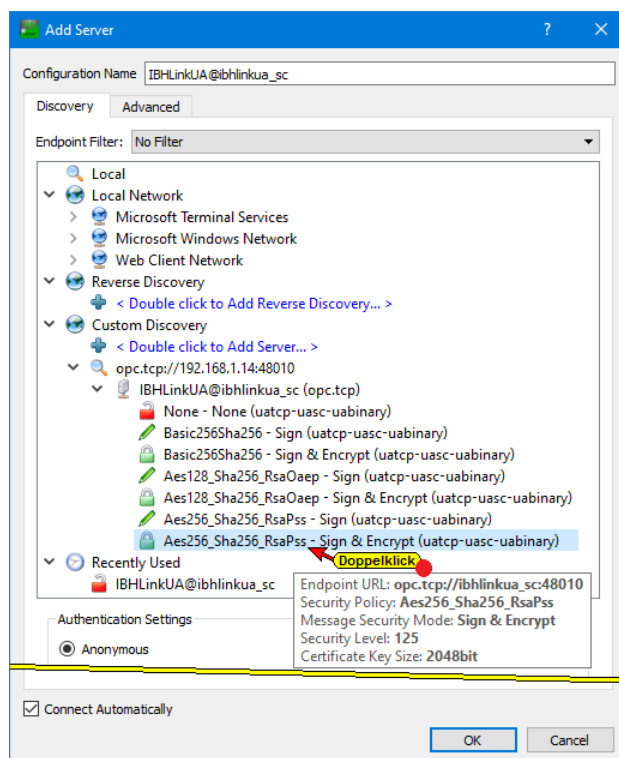 Add Server
Configuration Name IBHLinkUA@ibhlinkua_sc
Discovery Advanced
Endpoint Filter: No Filter
Local
Local Network
Microsoft Terminal Services
Microsoft Windows Network
Web Client Network
Reverse Discovery
< Double click to Add Reverse Discovery... >
Custom Discovery
< Double click to Add Server... >
opc.tcp://192.168.1.14:48010
IBHLinkUA@ibhlinkua_sc (opc.tcp)
None - None (uatcp-uasc-uabinary)
Basic256Sha256 - Sign (uatcp-uasc-uabinary)
Basic256Sha256 - Sign & Encrypt (uatcp-uasc-uabinary)
Aes128_Sha256_RsaOaep - Sign (uatcp-uasc-uabinary)
Aes128_Sha256_RsaOaep - Sign & Encrypt (uatcp-uasc-uabinary)
Aes256_Sha256_RsaPss - Sign (uatcp-uasc-uabinary)
Aes256_Sha256_RsaPss - Sign & Encrypt (uatcp-uasc-uabinary)
Doppelklick
Recently Used
IBHLinkUA@ibhlinkua_sc
Endpoint URL: opc.tcp://ibhlinkua_sc:48010
Security Policy: Aes256_Sha256_RsaPss
Message Security Mode: Sign & Encrypt
Security Level: 125
Certificate Key Size: 2048bit
Authentication Settings
Anonymous
Connect Automatically
OK Cancel